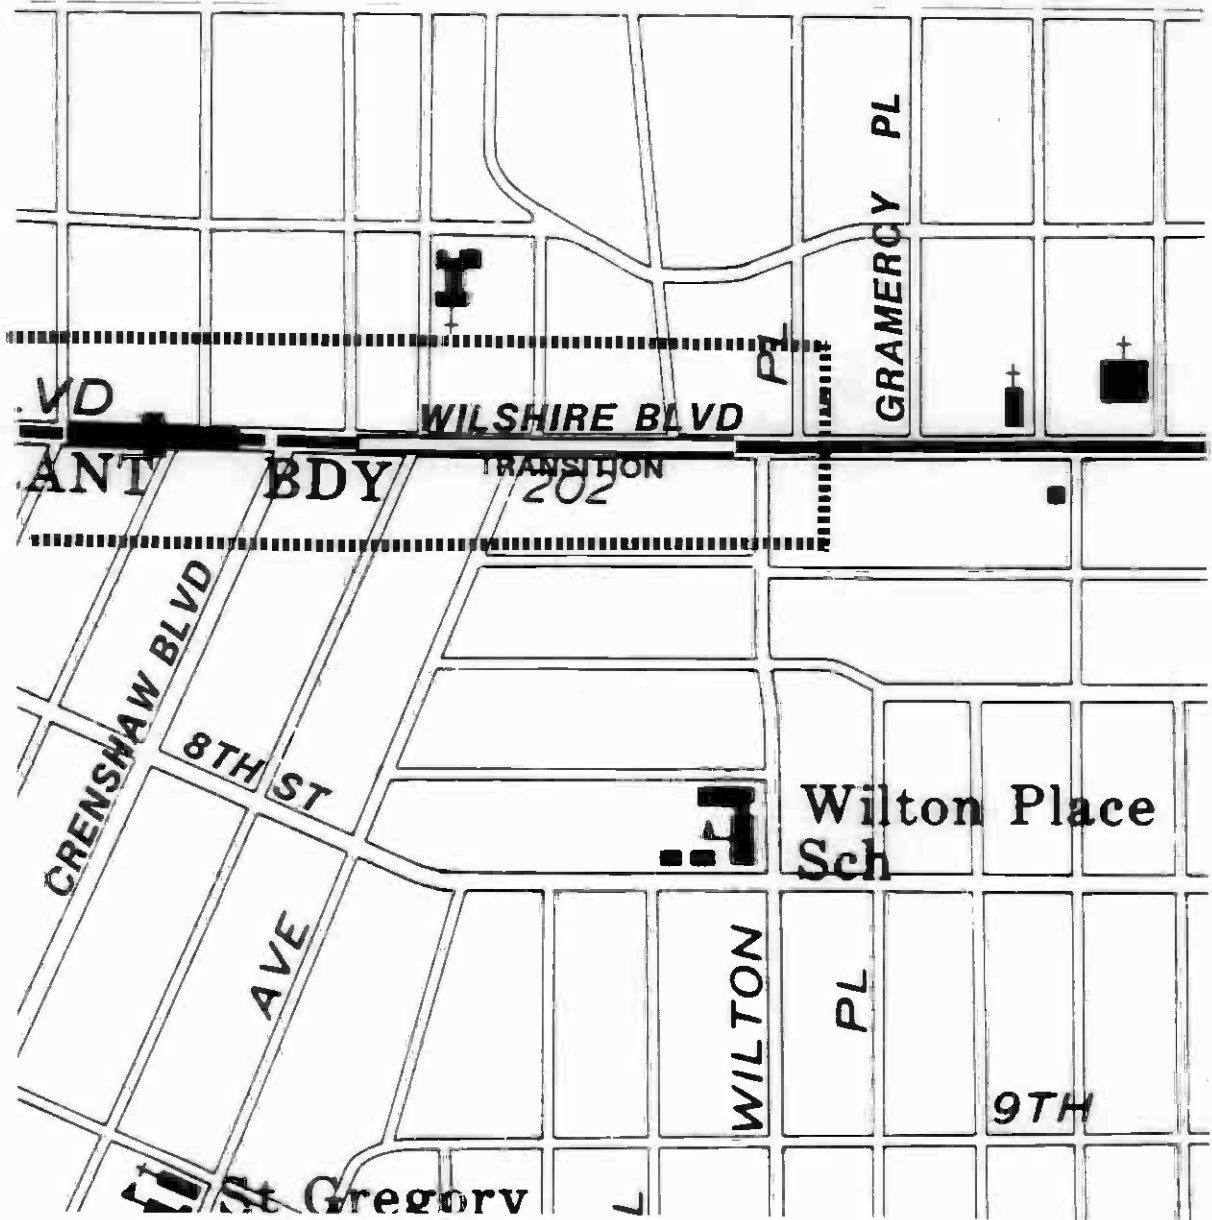 GRAMERCY PL
PL
VD
WILSHIRE BLVD
ANT BDY
TRANSITION
202
CRENSHAW BLVD
8TH ST
Wilton Place
Sch
AVE
WILTON
PL
9TH
St Gregory
L